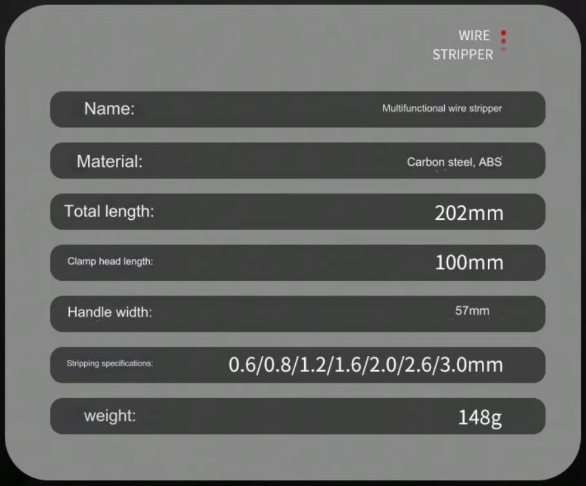 WIRE
STRIPPER
Name: Multifunctional wire stripper
Material: Carbon steel, ABS
Total length: 202mm
Clamp head length: 100mm
Handle width: 57mm
Stripping specifications: 0.6/0.8/1.2/1.6/2.0/2.6/3.0mm
weight: 148g